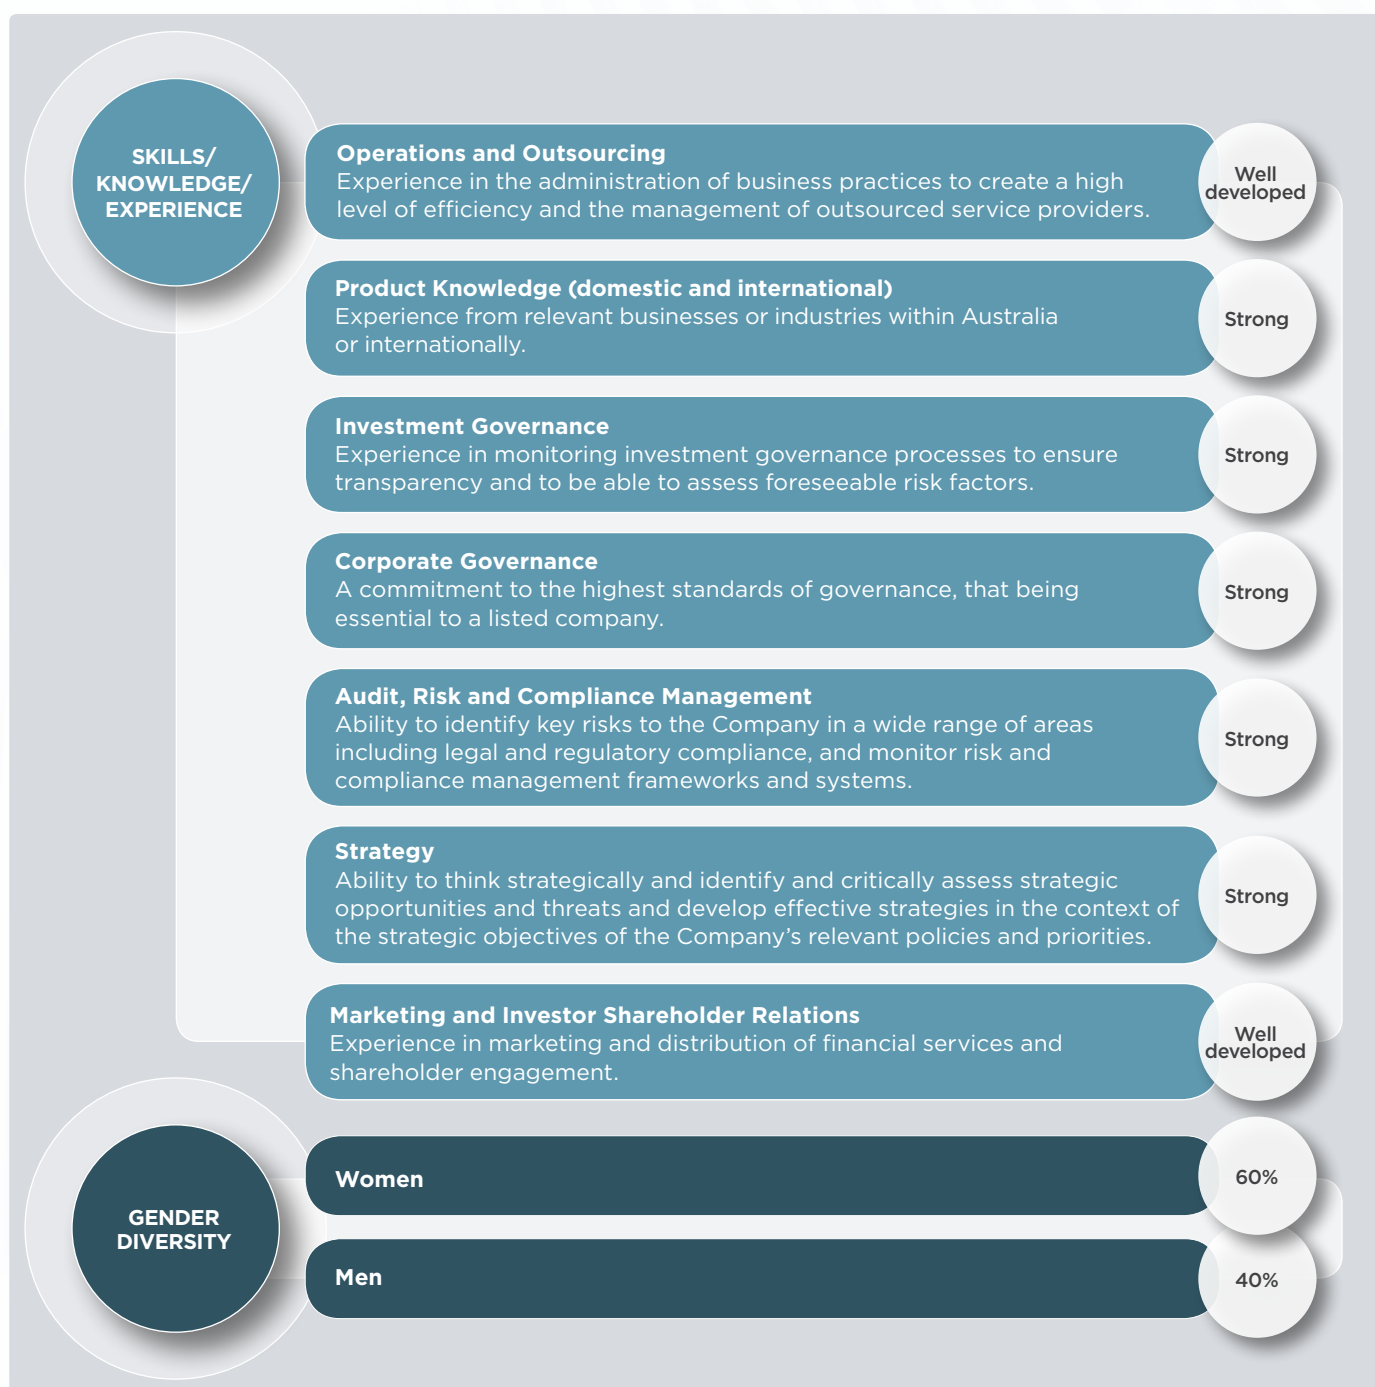 SKILLS/
KNOWLEDGE/
EXPERIENCE
Operations and Outsourcing
Experience in the administration of business practices to create a high
level of efficiency and the management of outsourced service providers.
Well
developed
Product Knowledge (domestic and international)
Experience from relevant businesses or industries within Australia
or internationally.
Strong
Investment Governance
Experience in monitoring investment governance processes to ensure
transparency and to be able to assess foreseeable risk factors.
Strong
Corporate Governance
A commitment to the highest standards of governance, that being
essential to a listed company.
Strong
Audit, Risk and Compliance Management
Ability to identify key risks to the Company in a wide range of areas
including legal and regulatory compliance, and monitor risk and
compliance management frameworks and systems.
Strong
Strategy
Ability to think strategically and identify and critically assess strategic
opportunities and threats and develop effective strategies in the context of
the strategic objectives of the Company’s relevant policies and priorities.
Strong
Marketing and Investor Shareholder Relations
Experience in marketing and distribution of financial services and
shareholder engagement.
Well
developed
GENDER
DIVERSITY
Women
60%
Men
40%